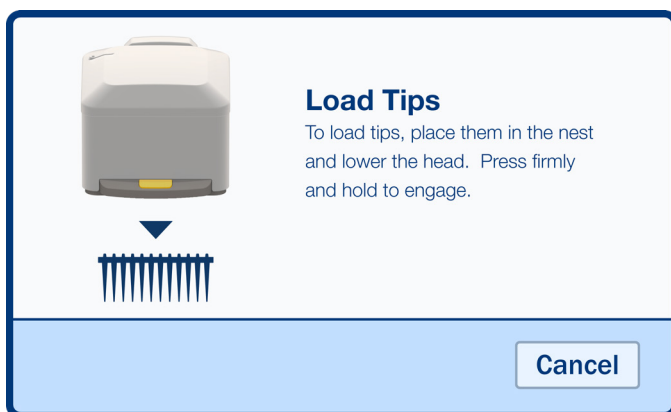 Load Tips
To load tips, place them in the nest
and lower the head.  Press firmly
and hold to engage.
Cancel